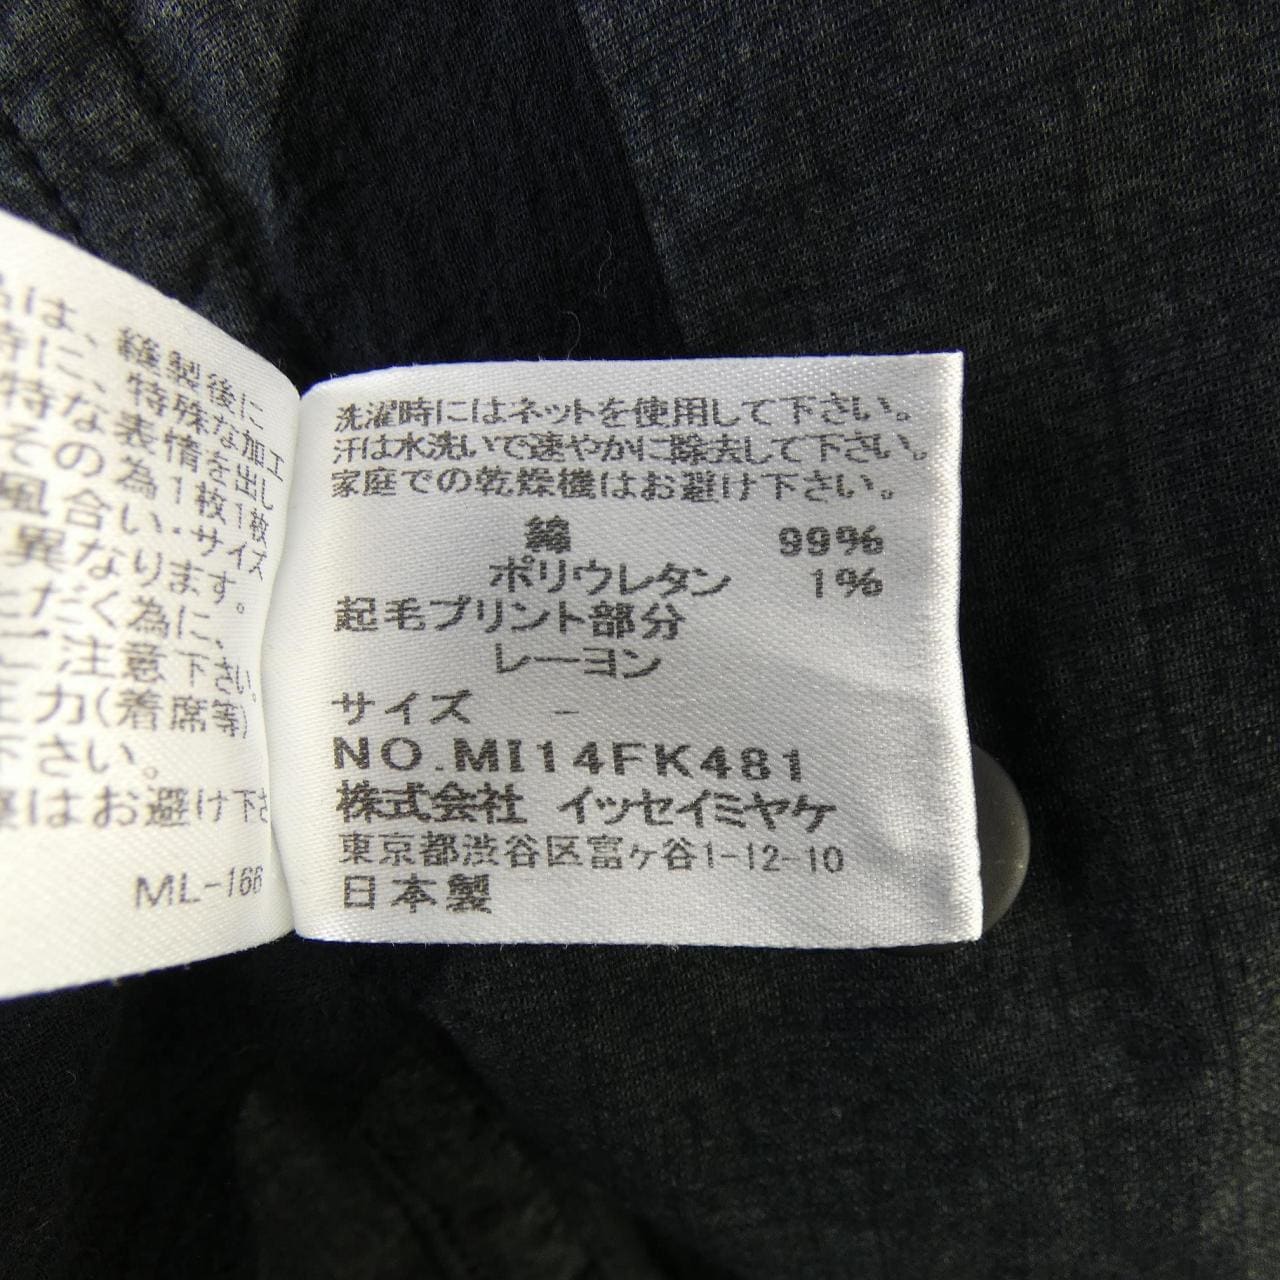 は、縫製後に
特に、特殊な加工
特な表情を出し
その為、1枚1枚
風合い・サイズ
異なります。
ただく為に、
ご注意下さい。
圧力(着席等)
下さい。
はお避け下さ
ML-166
洗濯時にはネットを使用して下さい。
汗は水洗いで速やかに除去して下さい。
家庭での乾燥機はお避け下さい。
綿 99%
ポリウレタン 1%
起毛プリント部分
レーヨン
サイズ -
NO.MI14FK481
株式会社 イッセイミヤケ
東京都渋谷区富ヶ谷1-12-10
日本製